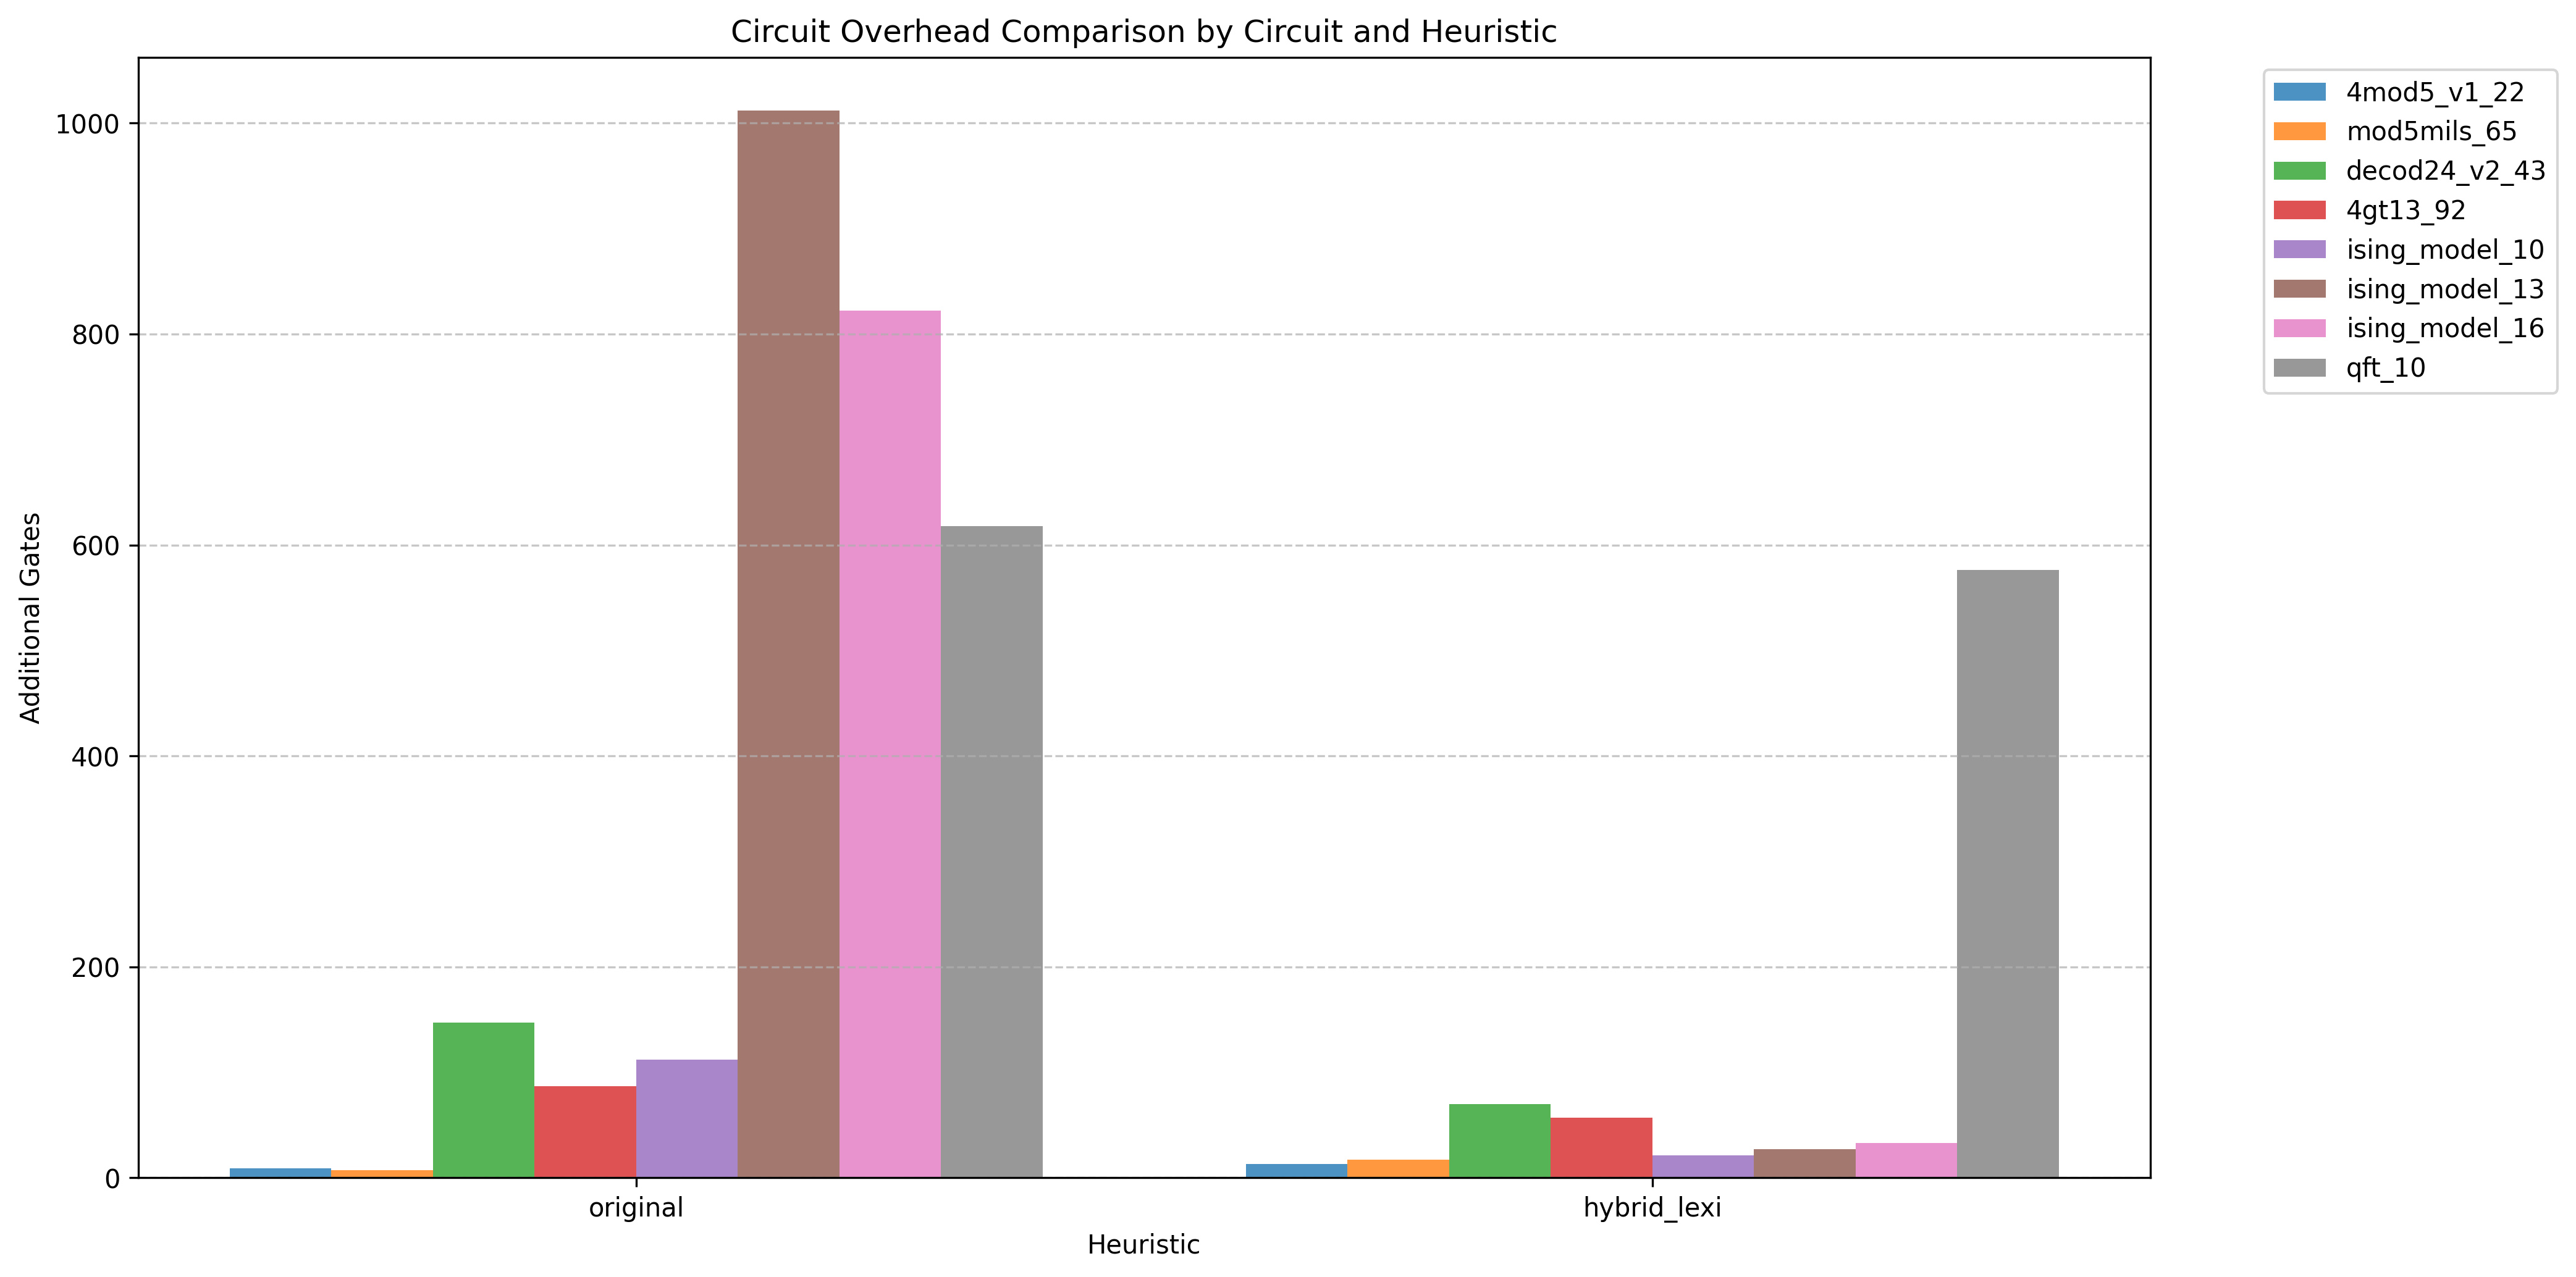 Circuit Overhead Comparison by Circuit and Heuristic
4mod5_v1_22
mod5mils_65
decod24_v2_43
4gt13_92
ising_model_10
ising_model_13
ising_model_16
qft_10
Additional Gates
1000
800
600
400
200
0
original
hybrid_lexi
Heuristic